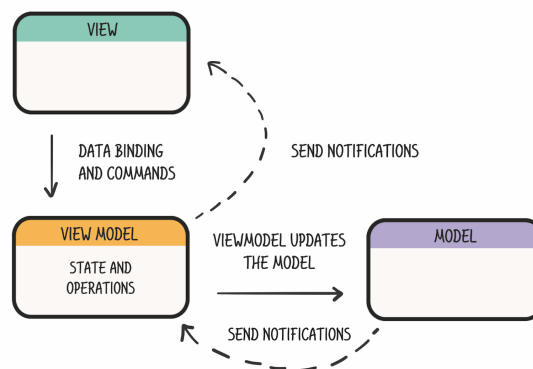 VIEW
DATA BINDING
AND COMMANDS
SEND NOTIFICATIONS
VIEW MODEL
STATE AND
OPERATIONS
VIEWMODEL UPDATES
THE MODEL
MODEL
SEND NOTIFICATIONS